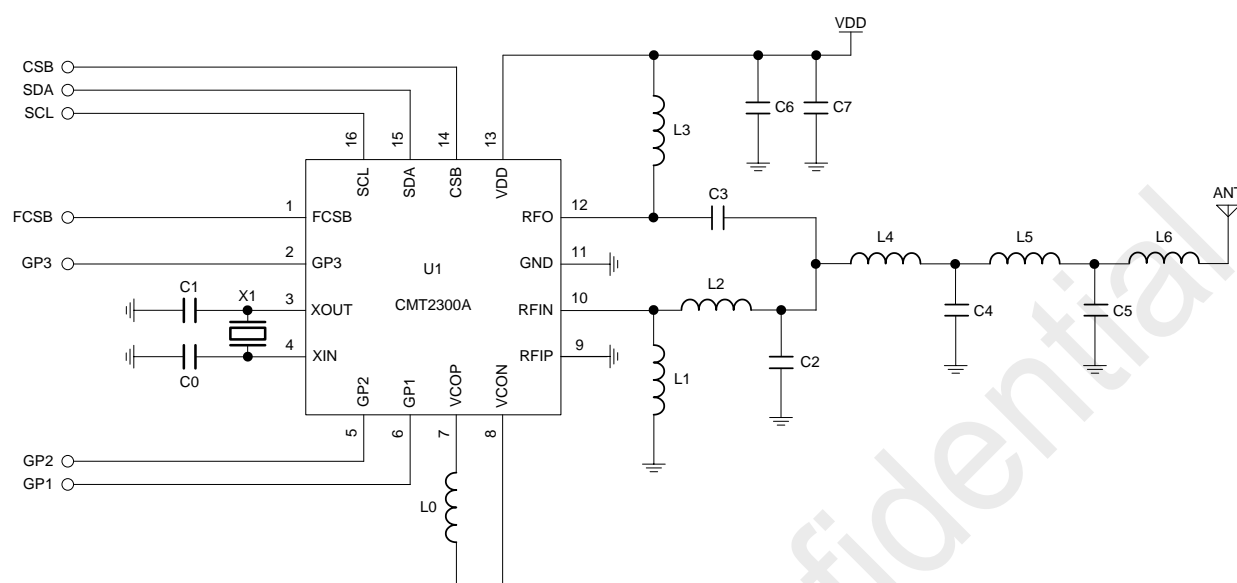 VDD
CSB
SDA
SCL
C6
C7
L3
16
15
14
13
SCL
SDA
CSB
VDD
ANT
C3
FCSB
1
FCSB
RFO
12
L4
L5
L6
GP3
2
GP3
U1
GND
11
L2
C1
X1
3
XOUT
CMT2300A
RFIN
10
C4
C5
4
XIN
RFIP
9
C0
L1
C2
GP2
GP1
VCOP
VCON
5
6
7
8
GP2
GP1
L0
fidential